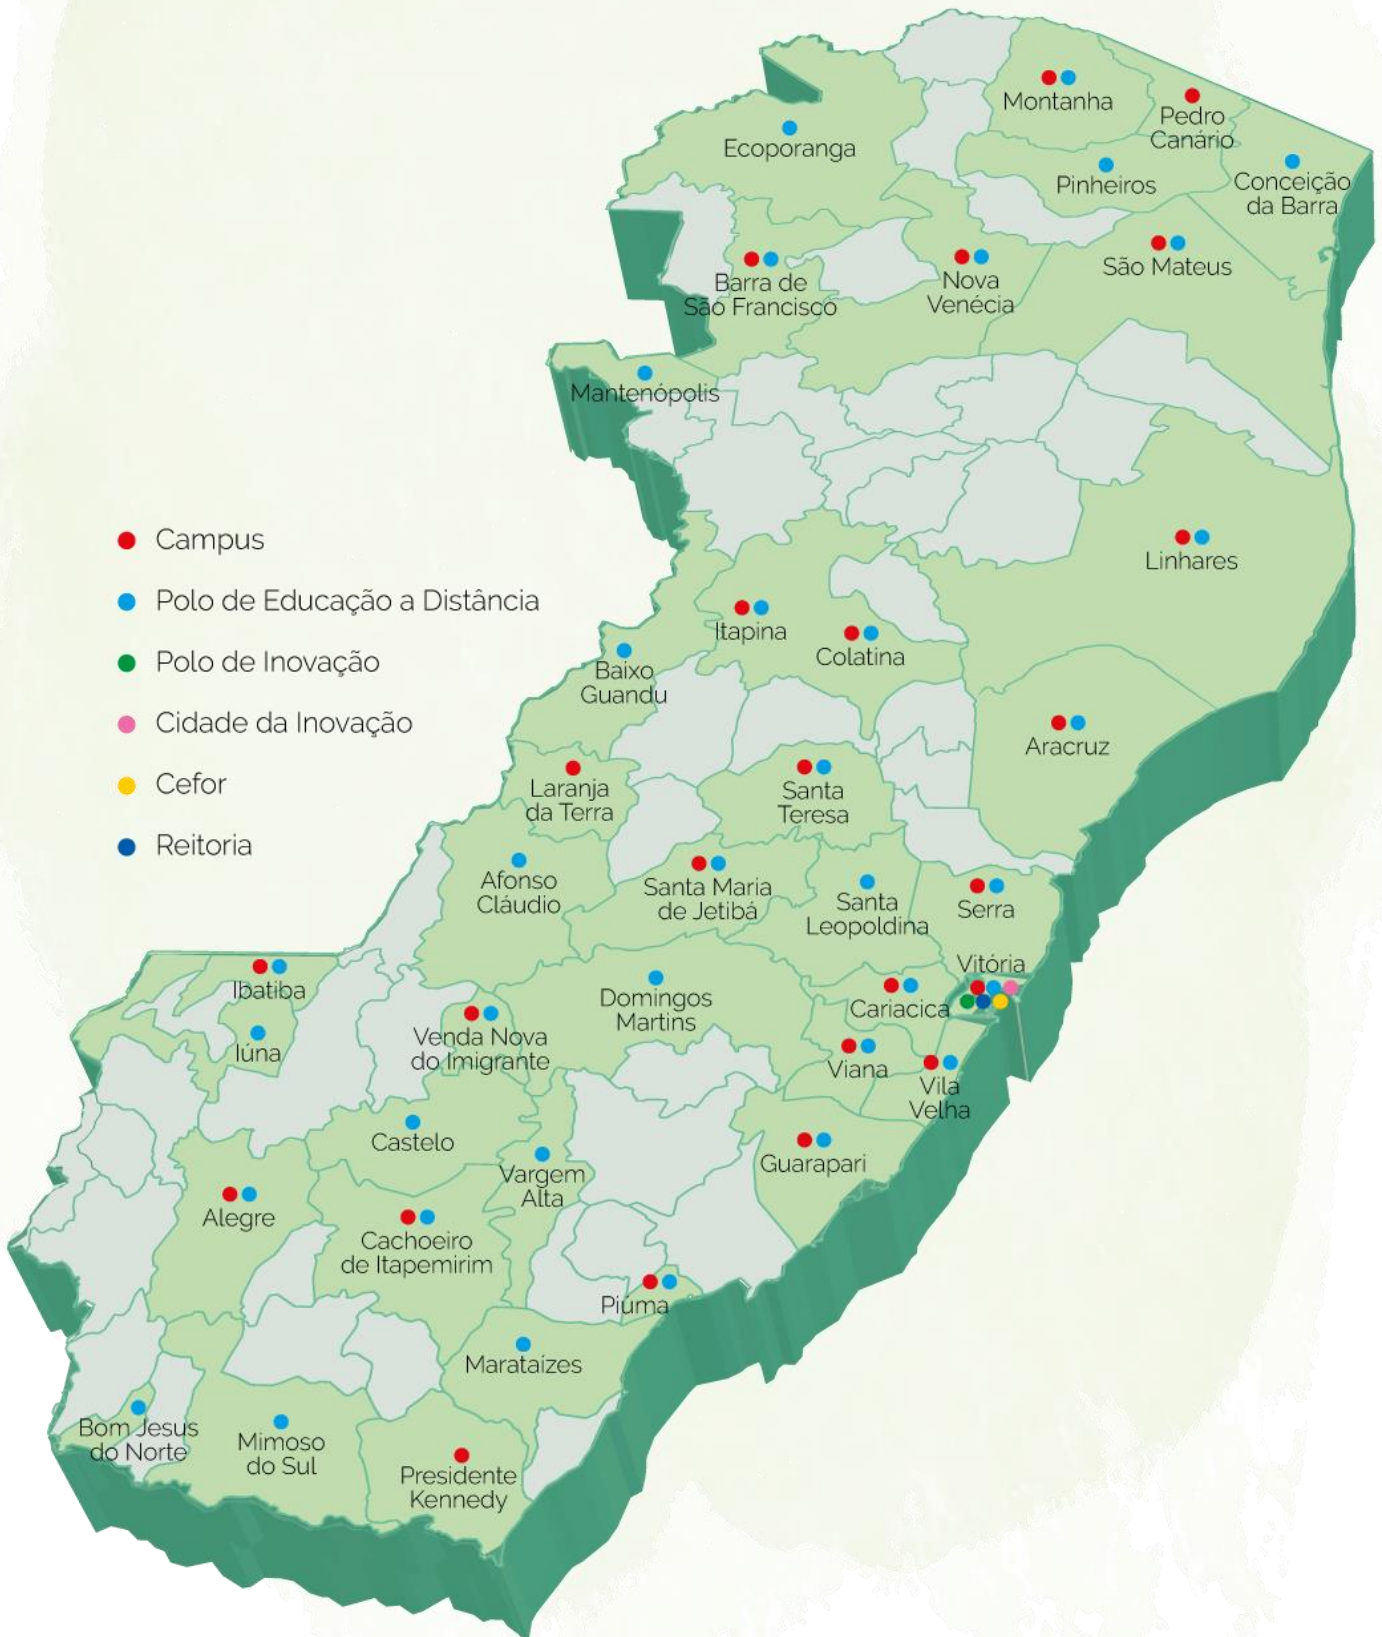 Montanha
Pedro
Canário
Ecoporanga
Pinheiros
Conceição
da Barra
Barra de
São Francisco
Nova
Venécia
São Mateus
Mantenópolis
Campus
Polo de Educação a Distância
Polo de Inovação
Cidade da Inovação
Cefor
Reitoria
Linhares
Itapina
Colatina
Baixo
Guandu
Aracruz
Laranja
da Terra
Santa
Teresa
Afonso
Cláudio
Santa Maria
de Jetibá
Santa
Leopoldina
Serra
Vitória
Ibatiba
Iúna
Venda Nova
do Imigrante
Domingos
Martins
Cariacica
Viana
Vila
Velha
Castelo
Vargem
Alta
Guarapari
Alegre
Cachoeiro
de Itapemirim
Piúma
Marataízes
Bom Jesus
do Norte
Mimoso
do Sul
Presidente
Kennedy